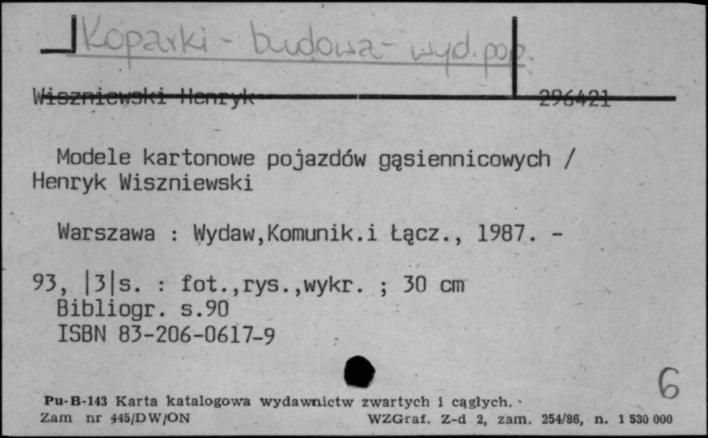 Koparki - budowa - wyd. pop.
Wiszniewski Henryk 296421
Modele kartonowe pojazdów gąsiennicowych /
Henryk Wiszniewski
Warszawa : Wydaw,Komunik.i Łącz., 1987. -
93, |3|s. : fot.,rys.,wykr. ; 30 cm
Bibliogr. s.90
ISBN 83-206-0617-9
6
Pu-B-143 Karta katalogowa wydawnictw zwartych i ciągłych.
Zam nr 445/DW/ON WZGraf. Z-d 2, zam. 254/86, n. 1 530 000